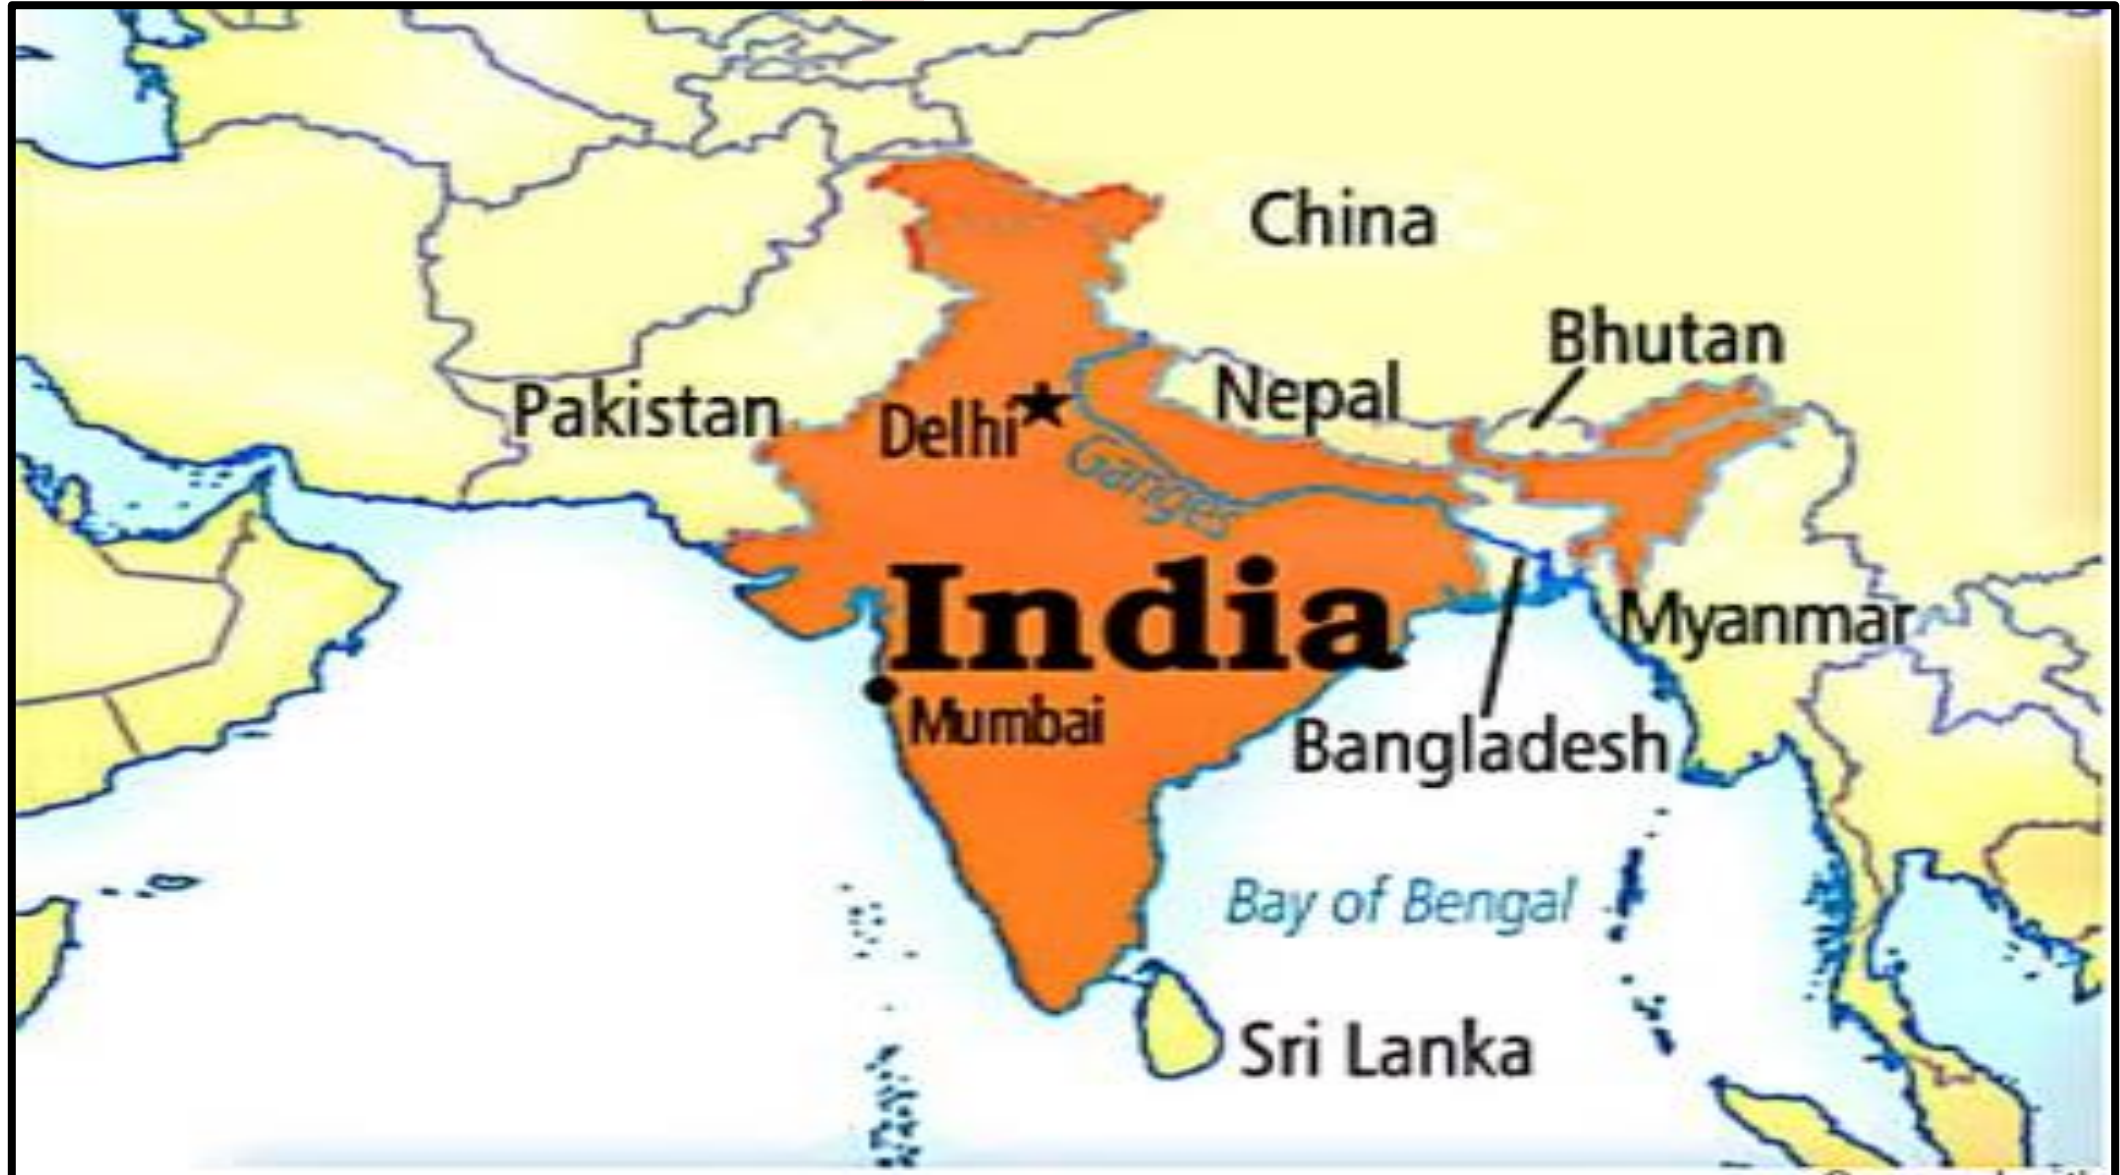 China
Bhutan
Nepal
Pakistan
Delhi
Ganges
India
Myanmar
Mumbai
Bangladesh
Bay of Bengal
Sri Lanka